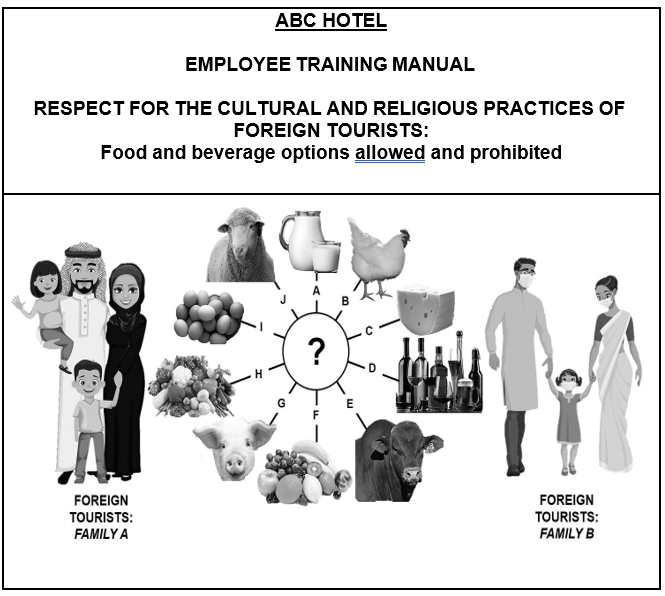 ABC HOTEL
EMPLOYEE TRAINING MANUAL
RESPECT FOR THE CULTURAL AND RELIGIOUS PRACTICES OF
FOREIGN TOURISTS:
Food and beverage options allowed and prohibited
J
A
B
I
C
?
H
D
G
F
E
FOREIGN
TOURISTS:
FAMILY A
FOREIGN
TOURISTS:
FAMILY B